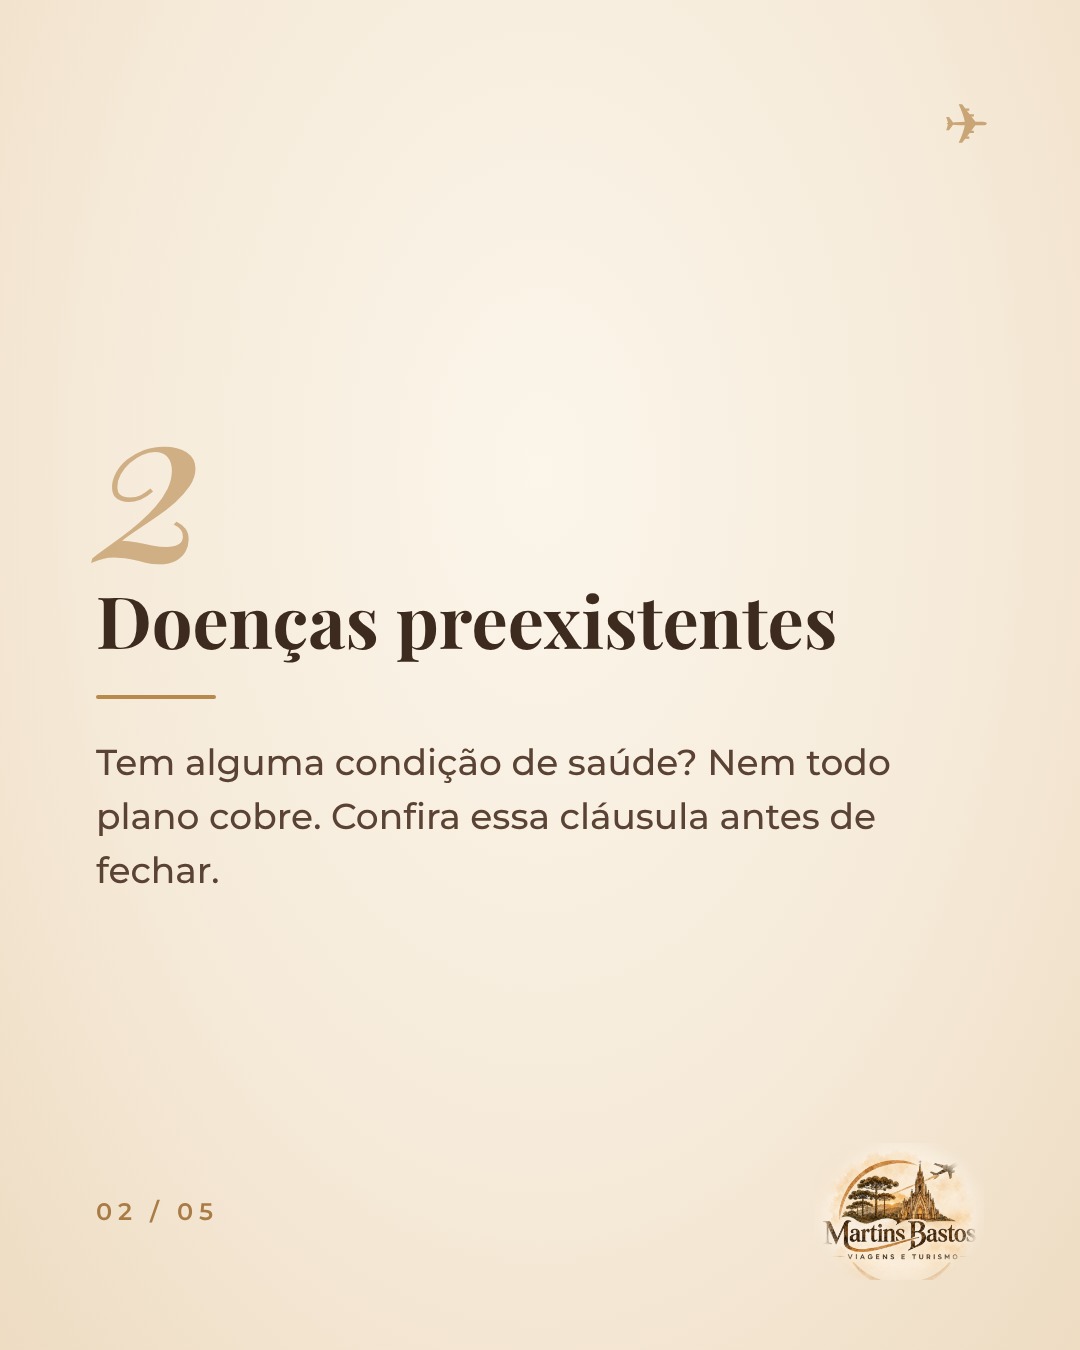 2
Doenças preexistentes
Tem alguma condição de saúde? Nem todo
plano cobre. Confira essa cláusula antes de
fechar.
02 / 05
Martins Bastos
VIAGENS E TURISMO